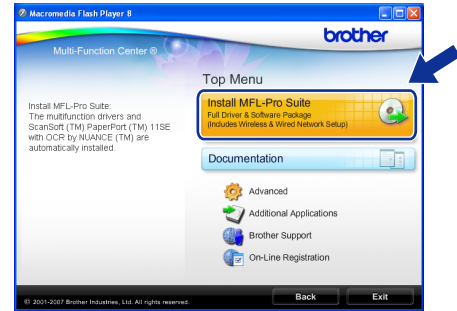 Macromedia Flash Player 8
brother
Multi-Function Center ®
Top Menu
Install MFL-Pro Suite:
The multifunction drivers and
ScanSoft (TM) PaperPort (TM) 11SE
with OCR by NUANCE (TM) are
automatically installed.
Install MFL-Pro Suite
Full Driver & Software Package
(Includes Wireless & Wired Network Setup)
Documentation
Advanced
Additional Applications
Brother Support
On-Line Registration
© 2001-2007 Brother Industries, Ltd. All rights reserved.
Back
Exit